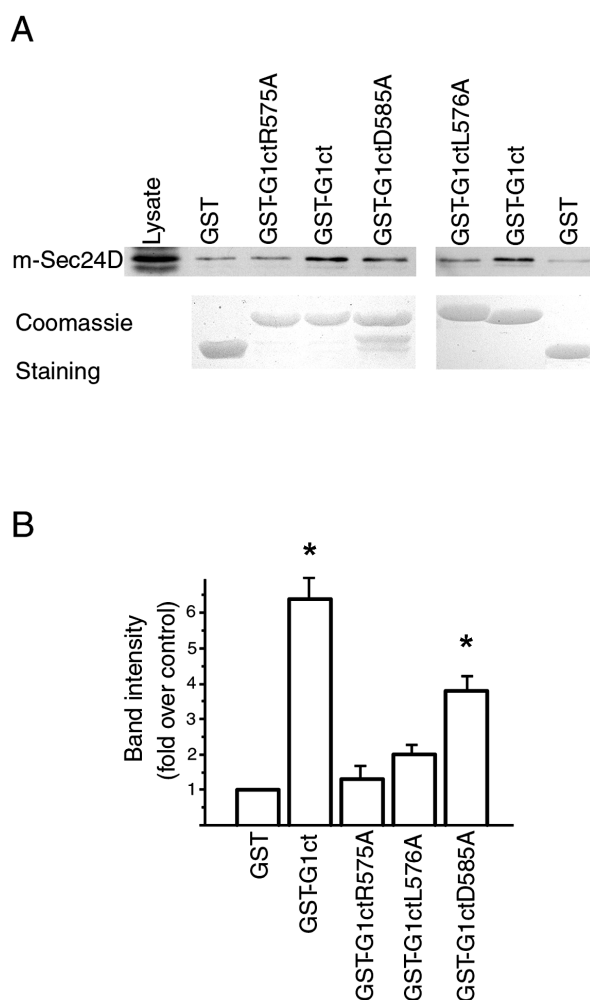 A
Lysate
GST
GST-G1ctR575A
GST-G1ct
GST-G1ctD585A
GST-G1ctL576A
GST-G1ct
GST
m-Sec24D
Coomassie
Staining
B
*
*
Band intensity
(fold over control)
6
5
4
3
2
1
GST
GST-G1ct
GST-G1ctR575A
GST-G1ctL576A
GST-G1ctD585A